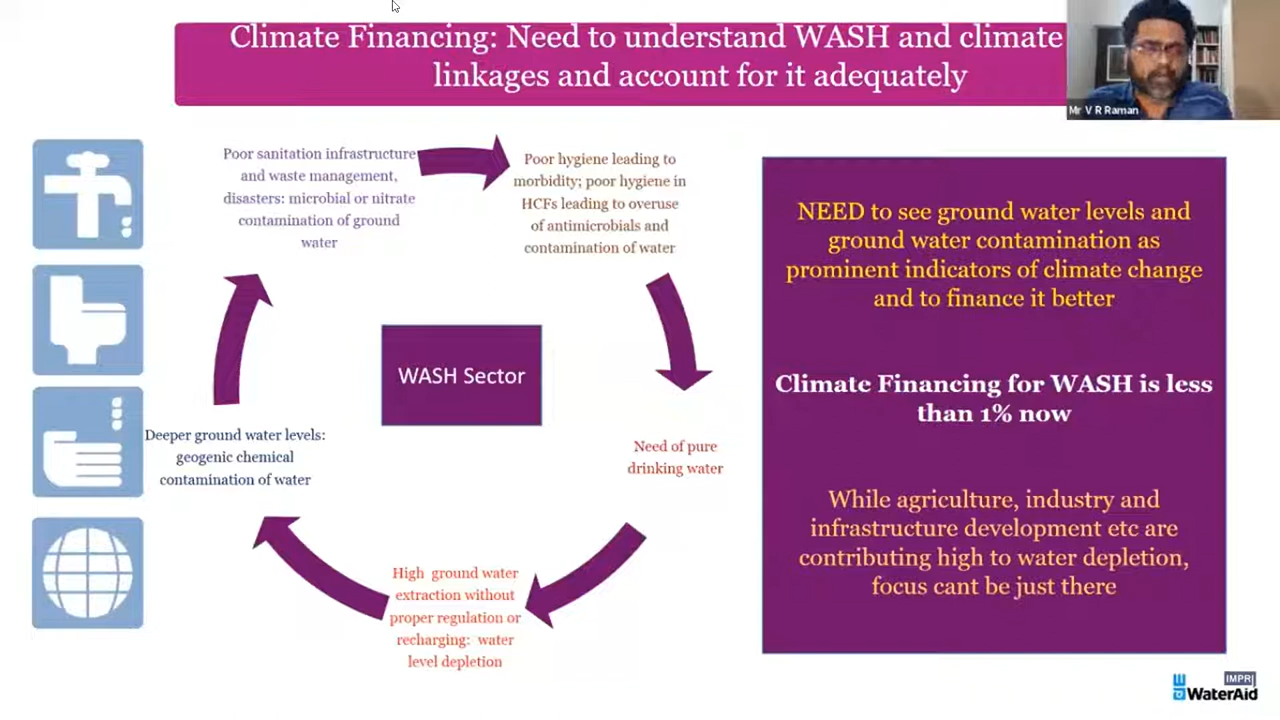 Climate Financing: Need to understand WASH and climate
linkages and account for it adequately
Mr V R Raman
Poor sanitation infrastructure
and waste management,
disasters: microbial or nitrate
contamination of ground
water
Poor hygiene leading to
morbidity; poor hygiene in
HCFs leading to overuse
of antimicrobials and
contamination of water
WASH Sector
Deeper ground water levels:
geogenic chemical
contamination of water
Need of pure
drinking water
High ground water
extraction without
proper regulation or
recharging: water
level depletion
NEED to see ground water levels and
ground water contamination as
prominent indicators of climate change
and to finance it better
Climate Financing for WASH is less
than 1% now
While agriculture, industry and
infrastructure development etc are
contributing high to water depletion,
focus cant be just there
IMPRI
WaterAid